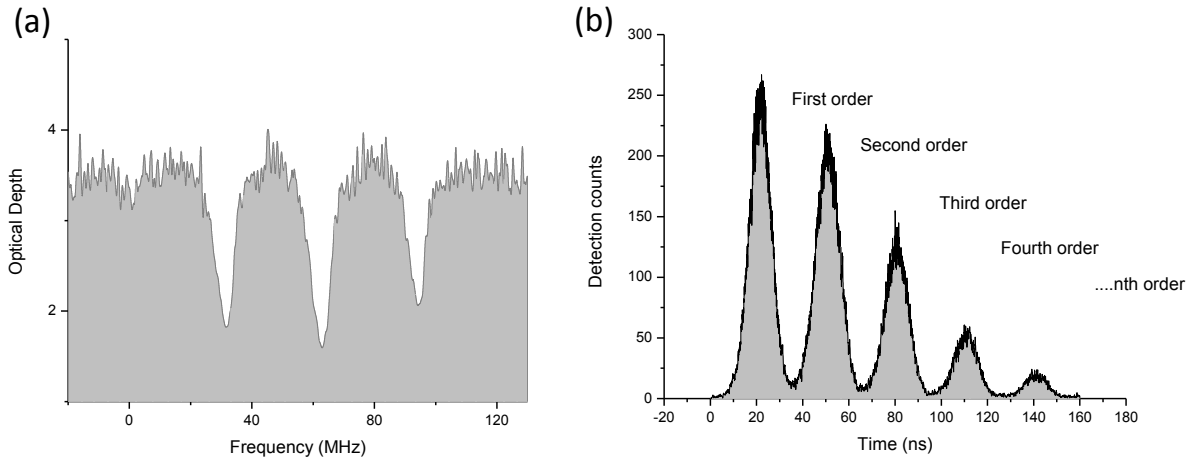 (a)
4
2
Optical Depth
0
40
80
120
Frequency (MHz)
(b)
300
250
200
150
100
50
0
Detection counts
First order
Second order
Third order
Fourth order
....nth order
-20
0
20
40
60
80
100
120
140
160
180
Time (ns)